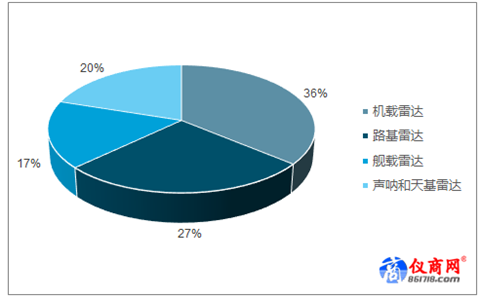 20%
36%
17%
27%
机载雷达
路基雷达
舰载雷达
声呐和天基雷达
商 仪商网®
861718.com